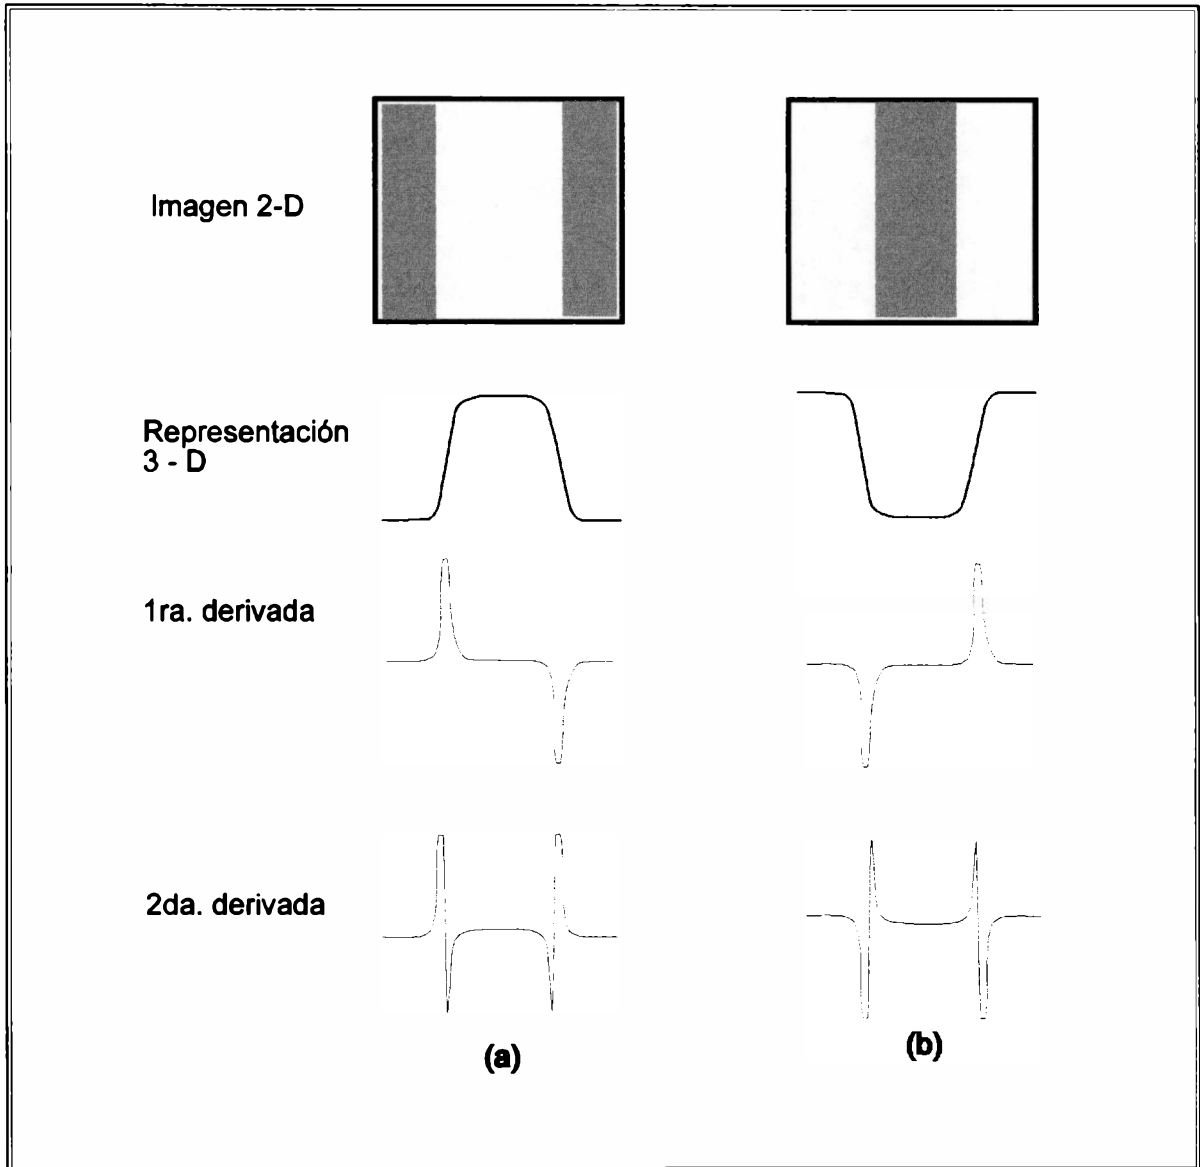 Imagen 2-D
Representación
3 - D
1ra. derivada
2da. derivada
(a)
(b)